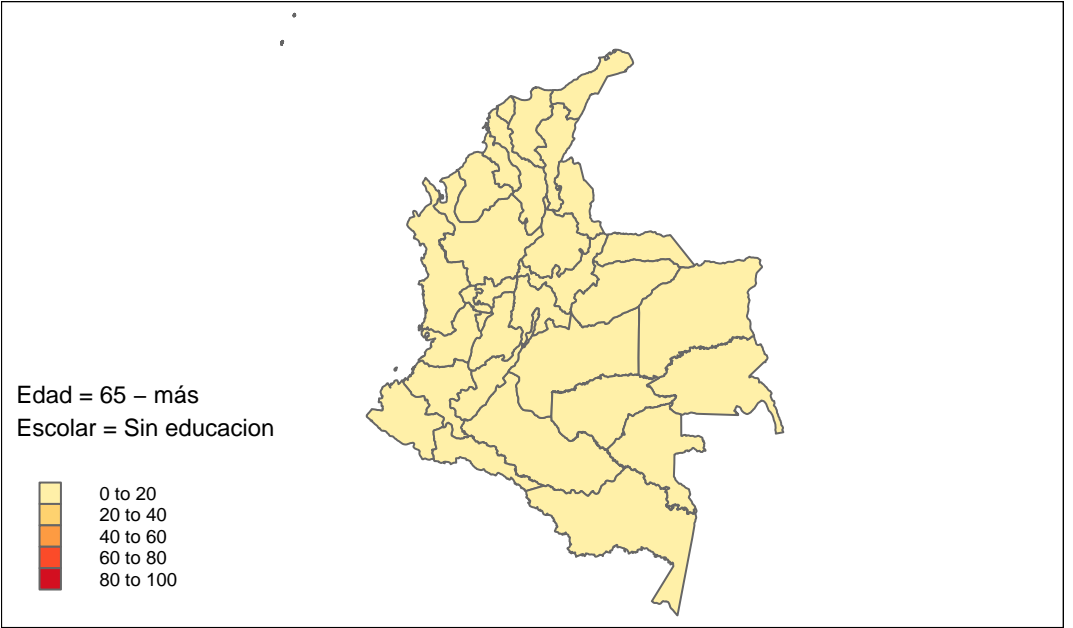 Edad = 65 – más
Escolar = Sin educacion
0 to 20
20 to 40
40 to 60
60 to 80
80 to 100